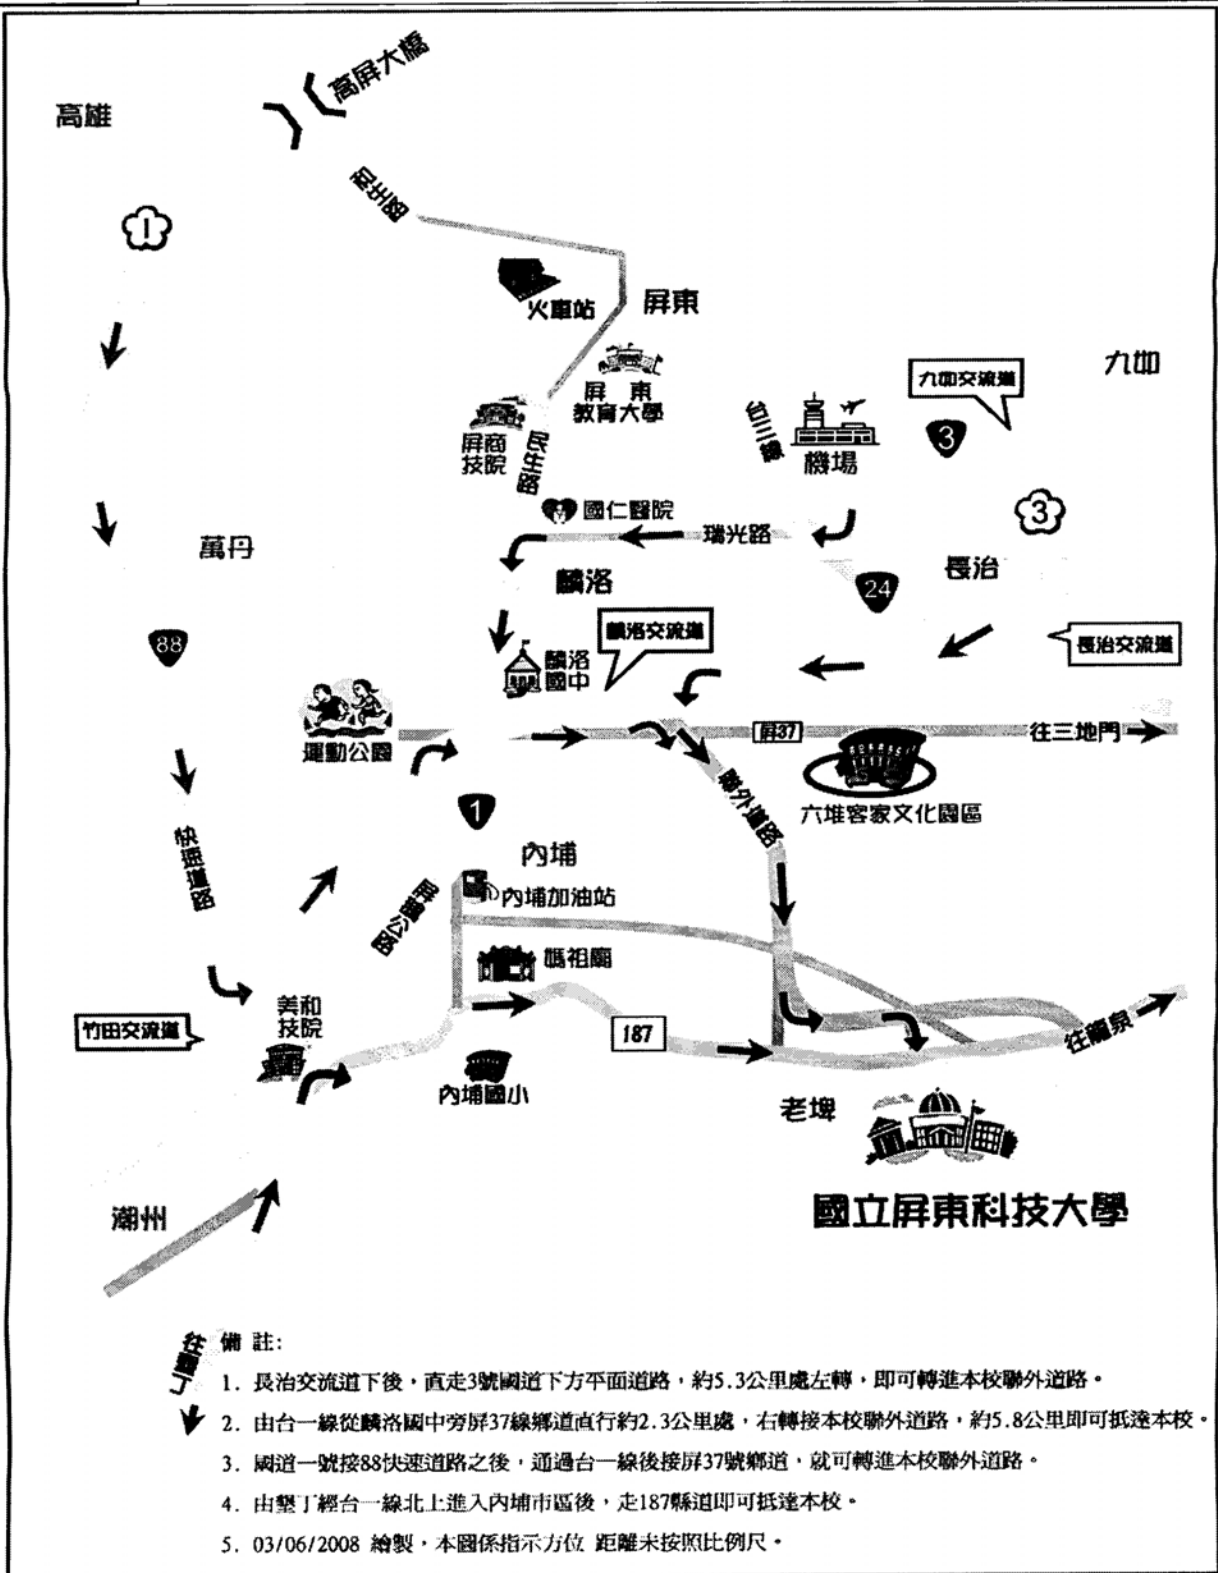 高屏大橋
高雄
和生路
1
火車站
屏東
九如
九如交流道
屏東
教育大學
台三線
3
機場
屏商
技院
民生路
國仁醫院
3
瑞光路
萬丹
長治
麟洛
24
麟洛交流道
88
長治交流道
麟洛
國中
屏37
往三地門
運動公園
聯外道路
六堆客家文化園區
1
快速道路
內埔
內埔加油站
屏鵝公路
媽祖廟
美和
技院
竹田交流道
187
往龍泉
內埔國小
老埤
潮州
國立屏東科技大學
往墾丁
備 註:
1. 長治交流道下後，直走3號國道下方平面道路，約5.3公里處左轉，即可轉進本校聯外道路。
2. 由台一線從麟洛國中旁屏37線鄉道直行約2.3公里處，右轉接本校聯外道路，約5.8公里即可抵達本校。
3. 國道一號接88快速道路之後，通過台一線後接屏37號鄉道，就可轉進本校聯外道路。
4. 由墾丁經台一線北上進入內埔市區後，走187縣道即可抵達本校。
5. 03/06/2008 繪製，本圖係指示方位 距離未按照比例尺。